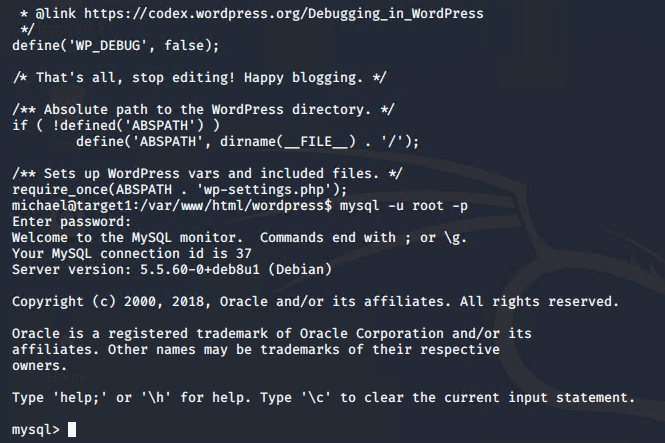 * @link https://codex.wordpress.org/Debugging_in_WordPress
 */
define('WP_DEBUG', false);
/* That's all, stop editing! Happy blogging. */
/** Absolute path to the WordPress directory. */
if ( !defined('ABSPATH') )
        define('ABSPATH', dirname(__FILE__) . '/');
/** Sets up WordPress vars and included files. */
require_once(ABSPATH . 'wp-settings.php');
michael@target1:/var/www/html/wordpress$ mysql -u root -p
Enter password:
Welcome to the MySQL monitor.  Commands end with ; or \g.
Your MySQL connection id is 37
Server version: 5.5.60-0+deb8u1 (Debian)
Copyright (c) 2000, 2018, Oracle and/or its affiliates. All rights reserved.
Oracle is a registered trademark of Oracle Corporation and/or its
affiliates. Other names may be trademarks of their respective
owners.
Type 'help;' or '\h' for help. Type '\c' to clear the current input statement.
mysql>